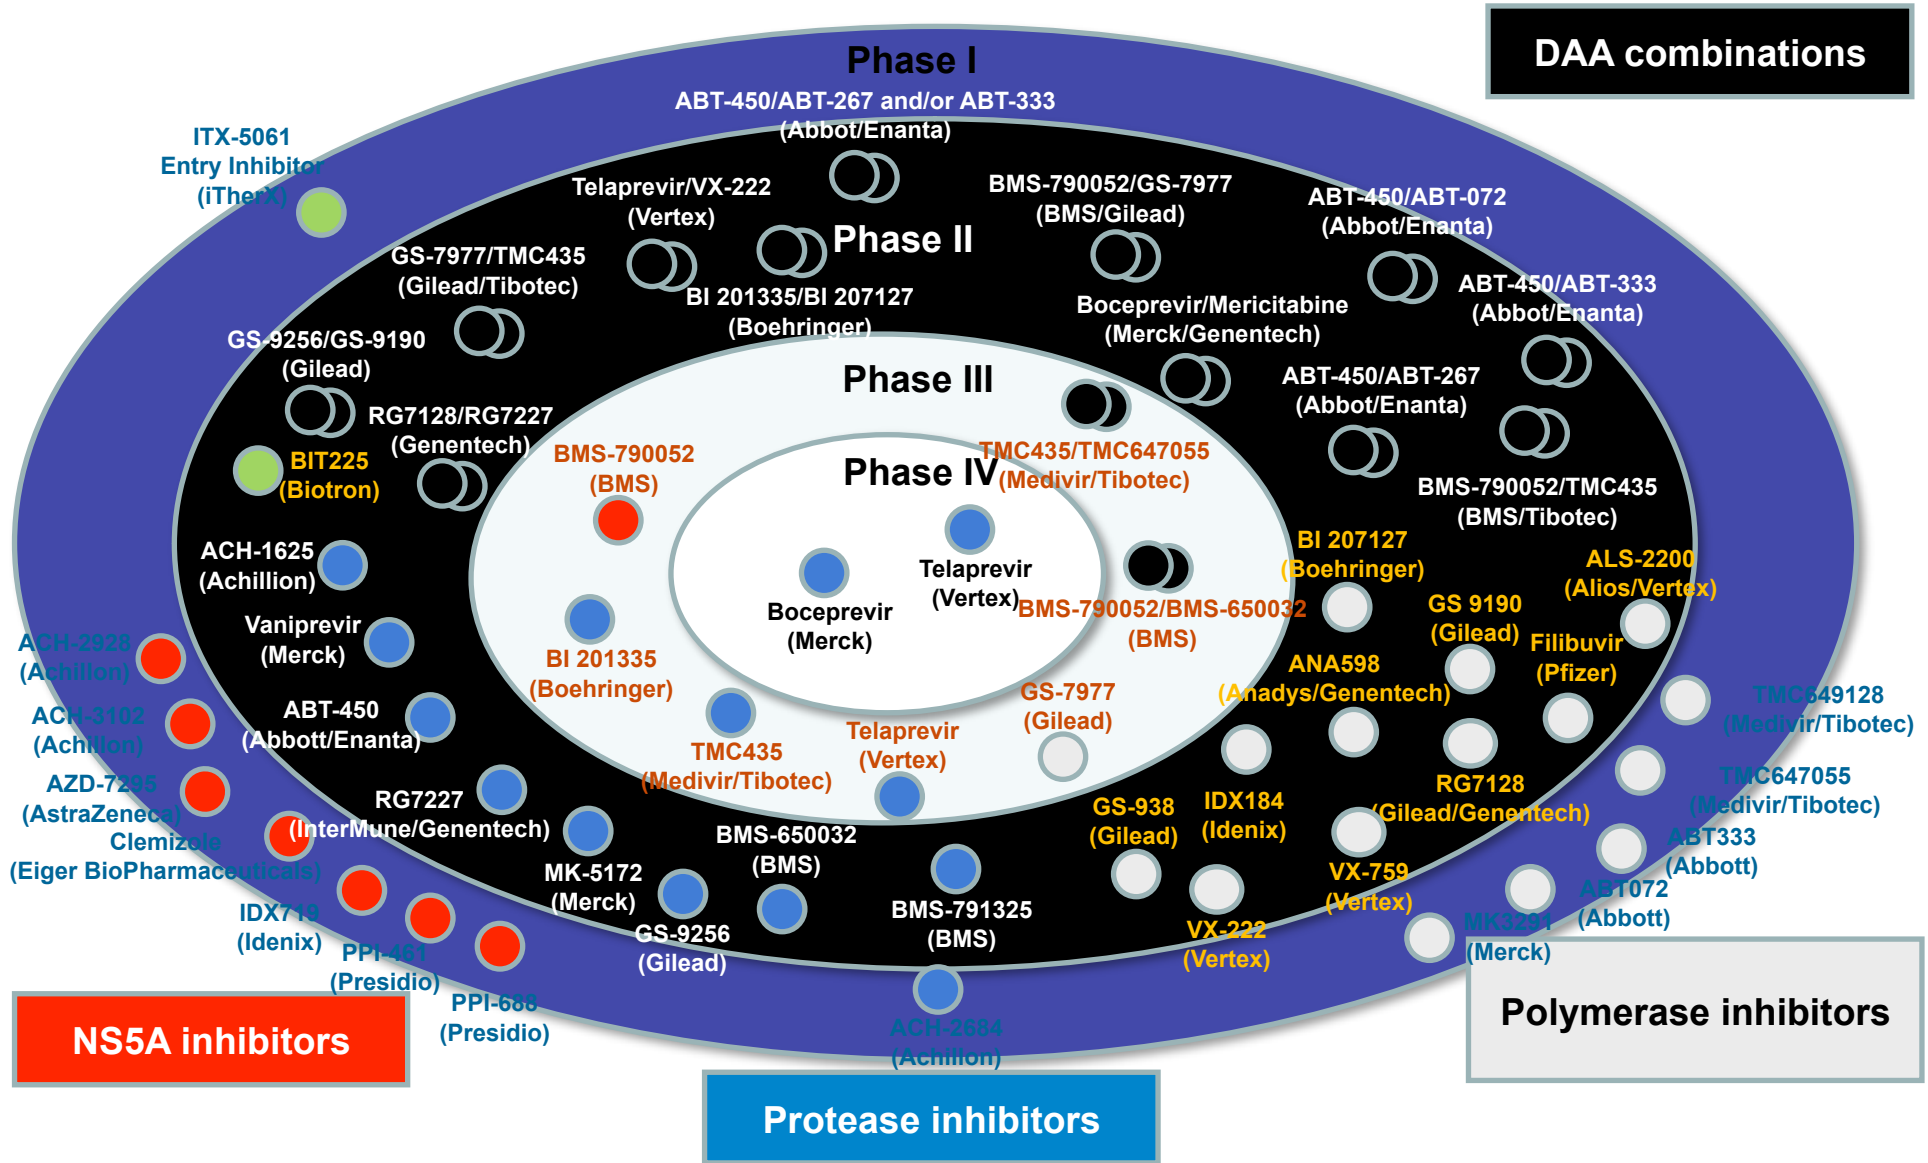 Phase I
DAA combinations
ABT-450/ABT-267 and/or ABT-333
(Abbot/Enanta)
ITX-5061
Entry Inhibitor
(iTherX)
Telaprevir/VX-222
(Vertex)
BMS-790052/GS-7977
(BMS/Gilead)
ABT-450/ABT-072
(Abbot/Enanta)
Phase II
GS-7977/TMC435
(Gilead/Tibotec)
BI 201335/BI 207127
(Boehringer)
Boceprevir/Mericitabine
(Merck/Genentech)
ABT-450/ABT-333
(Abbot/Enanta)
GS-9256/GS-9190
(Gilead)
Phase III
ABT-450/ABT-267
(Abbot/Enanta)
RG7128/RG7227
(Genentech)
BIT225
(Biotron)
BMS-790052
(BMS)
Phase IV
TMC435/TMC647055
(Medivir/Tibotec)
BMS-790052/TMC435
(BMS/Tibotec)
ACH-1625
(Achillion)
Telaprevir
(Vertex)
Boceprevir
(Merck)
BMS-790052/BMS-650032
(BMS)
BI 207127
(Boehringer)
ALS-2200
(Alios/Vertex)
GS 9190
(Gilead)
Filibuvir
(Pfizer)
Vaniprevir
(Merck)
ACH-2928
(Achillon)
BI 201335
(Boehringer)
ANA598
(Anadys/Genentech)
GS-7977
(Gilead)
TMC649128
(Medivir/Tibotec)
ACH-3102
(Achillon)
ABT-450
(Abbott/Enanta)
TMC435
(Medivir/Tibotec)
Telaprevir
(Vertex)
RG7128
(Gilead/Genentech)
TMC647055
(Medivir/Tibotec)
AZD-7295
(AstraZeneca)
RG7227
(InterMune/Genentech)
GS-938
(Gilead)
IDX184
(Idenix)
Clemizole
(Eiger BioPharmaceuticals)
BMS-650032
(BMS)
ABT333
(Abbott)
MK-5172
(Merck)
VX-759
(Vertex)
ABT072
(Abbott)
IDX719
(Idenix)
BMS-791325
(BMS)
GS-9256
(Gilead)
VX-222
(Vertex)
MK3291
(Merck)
PPI-461
(Presidio)
PPI-688
(Presidio)
ACH-2684
(Achillon)
Polymerase inhibitors
NS5A inhibitors
Protease inhibitors